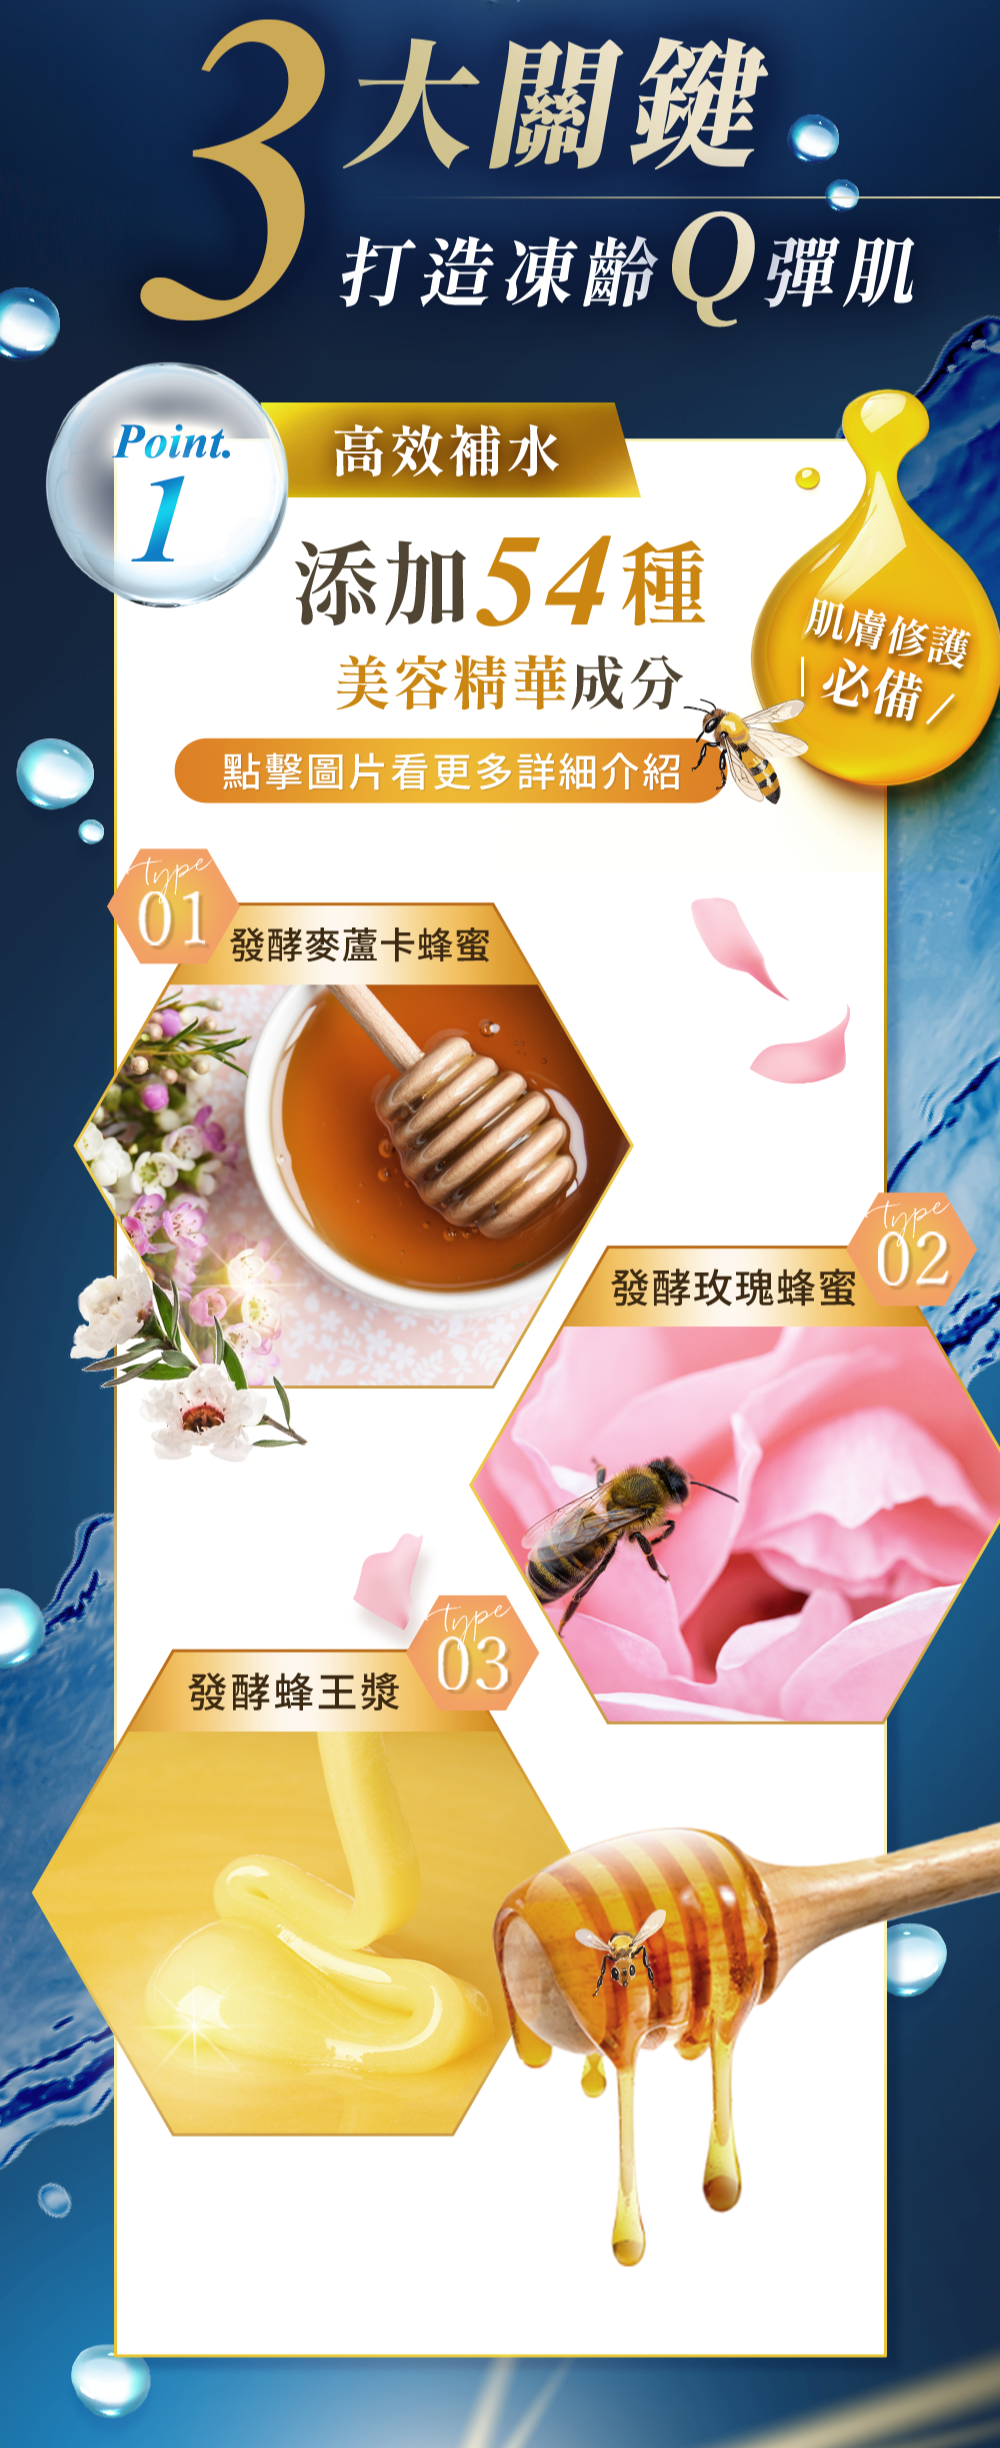 3大關鍵
打造凍齡Q彈肌
Point.
1
高效補水
添加54種
美容精華成分
肌膚修護
必備
點擊圖片看更多詳細介紹
type
01
發酵麥蘆卡蜂蜜
type
02
發酵玫瑰蜂蜜
type
03
發酵蜂王漿